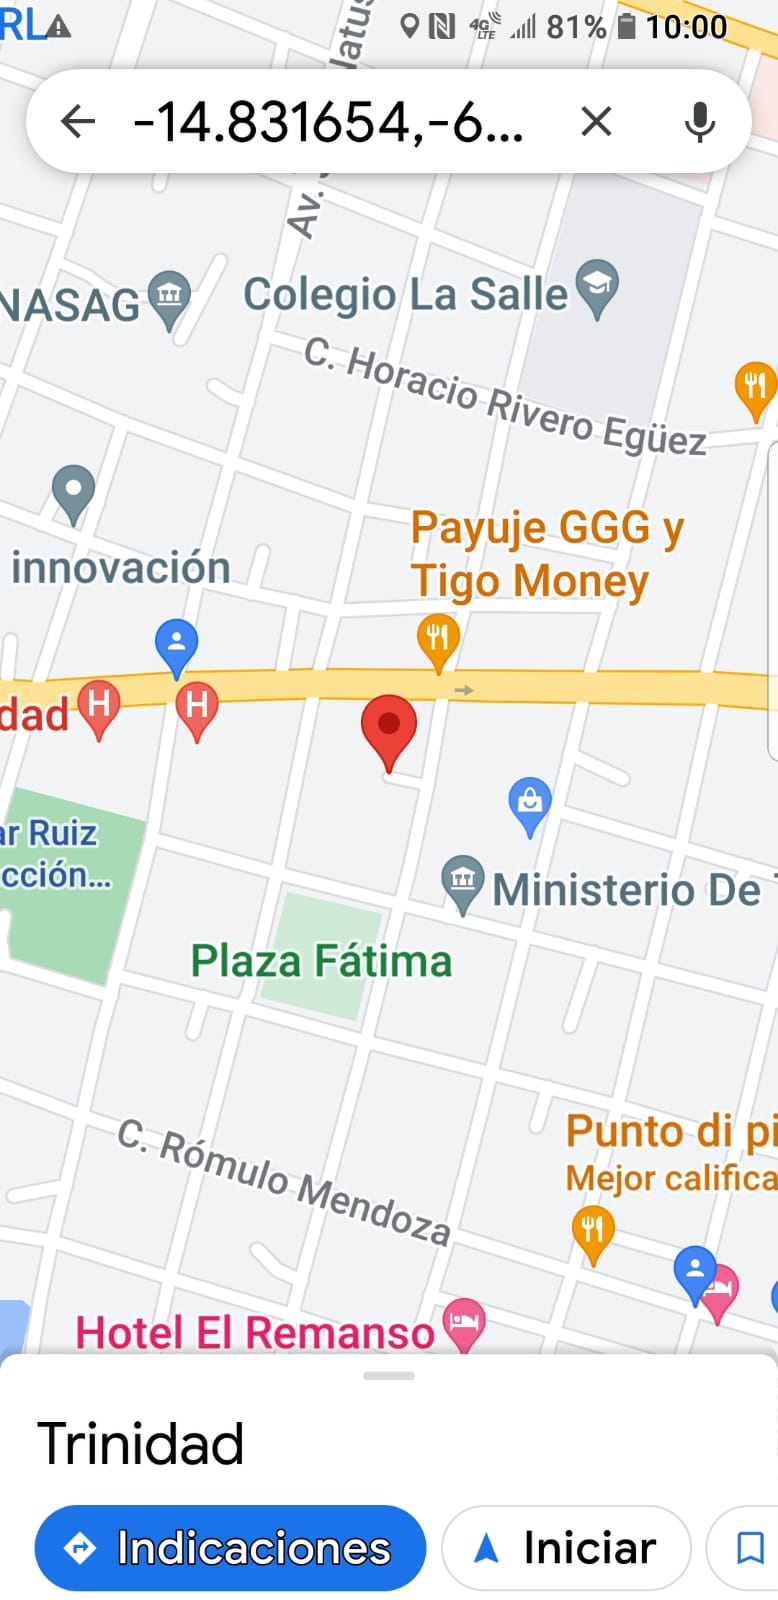 RL
4G LTE 81% 10:00
-14.831654,-6...
Av.
NASAG
Colegio La Salle
C. Horacio Rivero Egüez
Payuje GGG y
Tigo Money
innovación
dad
H
H
ar Ruiz
cción...
Ministerio De
Plaza Fátima
C. Rómulo Mendoza
Punto di pi
Mejor califica
Hotel El Remanso
Trinidad
Indicaciones
Iniciar